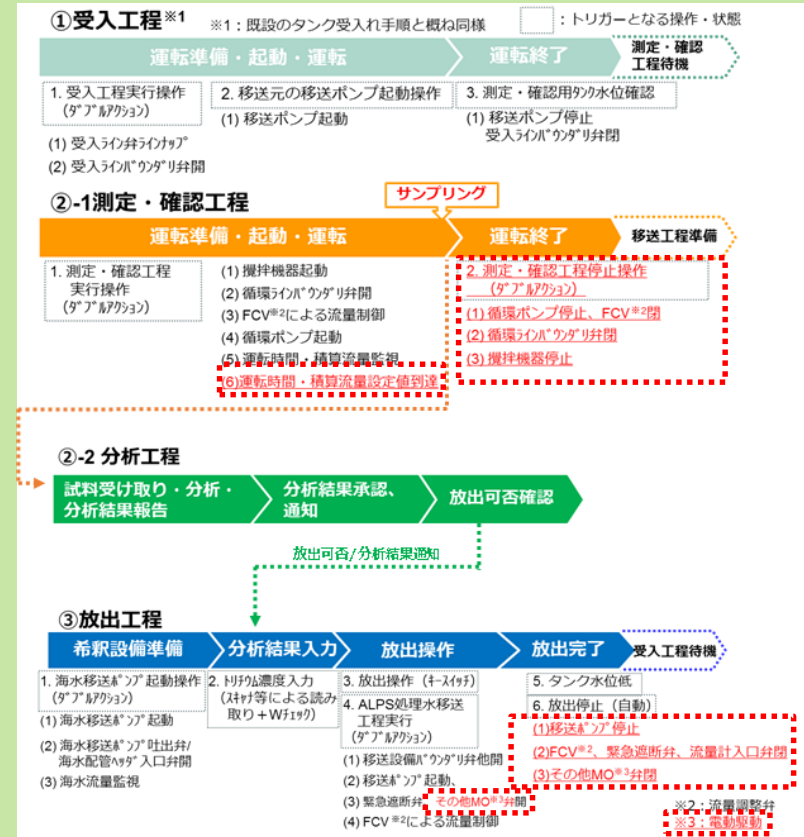 ①受入工程※1
※1：既設のタンク受入れ手順と概ね同様
：トリガーとなる操作・状態
運転準備・起動・運転
運転終了
測定・確認
工程待機
1. 受入工程実行操作
(ﾀﾞﾌﾞﾙｱｸｼｮﾝ)
(1) 受入ﾗｲﾝ弁ﾗｲﾝﾅｯﾌﾟ
(2) 受入ﾗｲﾝﾊﾞｳﾝﾀﾞﾘ弁開
2. 移送元の移送ポンプ起動操作
(1) 移送ポンプ起動
3. 測定・確認用ﾀﾝｸ水位確認
(1) 移送ポンプ停止
受入ﾗｲﾝﾊﾞｳﾝﾀﾞﾘ弁閉
②-1測定・確認工程
サンプリング
運転準備・起動・運転
運転終了
移送工程準備
1. 測定・確認工程
実行操作
(ﾀﾞﾌﾞﾙｱｸｼｮﾝ)
(1) 攪拌機器起動
(2) 循環ﾗｲﾝﾊﾞｳﾝﾀﾞﾘ弁開
(3) FCV※2による流量制御
(4) 循環ポンプ起動
(5) 運転時間・積算流量監視
(6)運転時間・積算流量設定値到達
2. 測定・確認工程停止操作
(ﾀﾞﾌﾞﾙｱｸｼｮﾝ)
(1) 循環ポンプ停止、FCV※2閉
(2) 循環ﾗｲﾝﾊﾞｳﾝﾀﾞﾘ弁閉
(3) 攪拌機器停止
②-2 分析工程
試料受け取り・分析・
分析結果報告
分析結果承認、
通知
放出可否確認
放出可否/分析結果通知
③放出工程
希釈設備準備
分析結果入力
放出操作
放出完了
受入工程待機
1. 海水移送ﾎﾟﾝﾌﾟ起動操作
(ﾀﾞﾌﾞﾙｱｸｼｮﾝ)
(1) 海水移送ﾎﾟﾝﾌﾟ起動
(2) 海水移送ﾎﾟﾝﾌﾟ吐出弁/
海水配管ﾍｯﾀﾞ入口弁開
(3) 海水流量監視
2. ﾄﾘﾁｳﾑ濃度入力
(ｽｷｬﾅ等による読み
取り＋Wﾁｪｯｸ)
3. 放出操作（ｷｰｽｲｯﾁ）
4. ALPS処理水移送
工程実行
(ﾀﾞﾌﾞﾙｱｸｼｮﾝ)
(1) 移送設備ﾊﾞｳﾝﾀﾞﾘ弁他開
(2) 移送ﾎﾟﾝﾌﾟ起動、
(3) 緊急遮断弁、その他MO※3弁開
(4) FCV※2による流量制御
5. タンク水位低
6. 放出停止（自動）
(1)移送ﾎﾟﾝﾌﾟ停止
(2)FCV※2、緊急遮断弁、流量計入口弁閉
(3)その他MO※3弁閉
※2：流量調整弁
※3：電動駆動